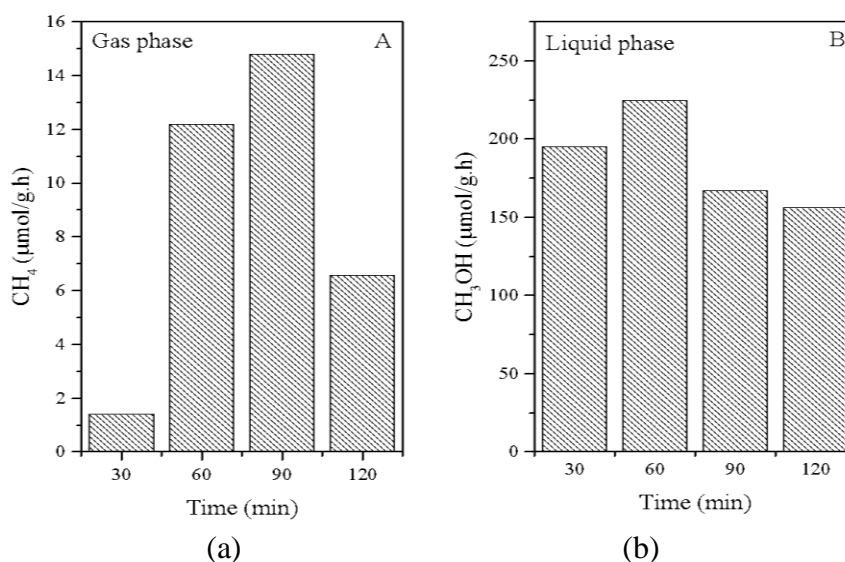 Gas phase A
16
14
12
10
8
6
4
2
0
CH₄ (μmol/g.h)
30 60 90 120
Time (min)
(a)
Liquid phase B
250
225
200
150
100
50
0
CH₃OH (μmol/g.h)
30 60 90 120
Time (min)
(b)